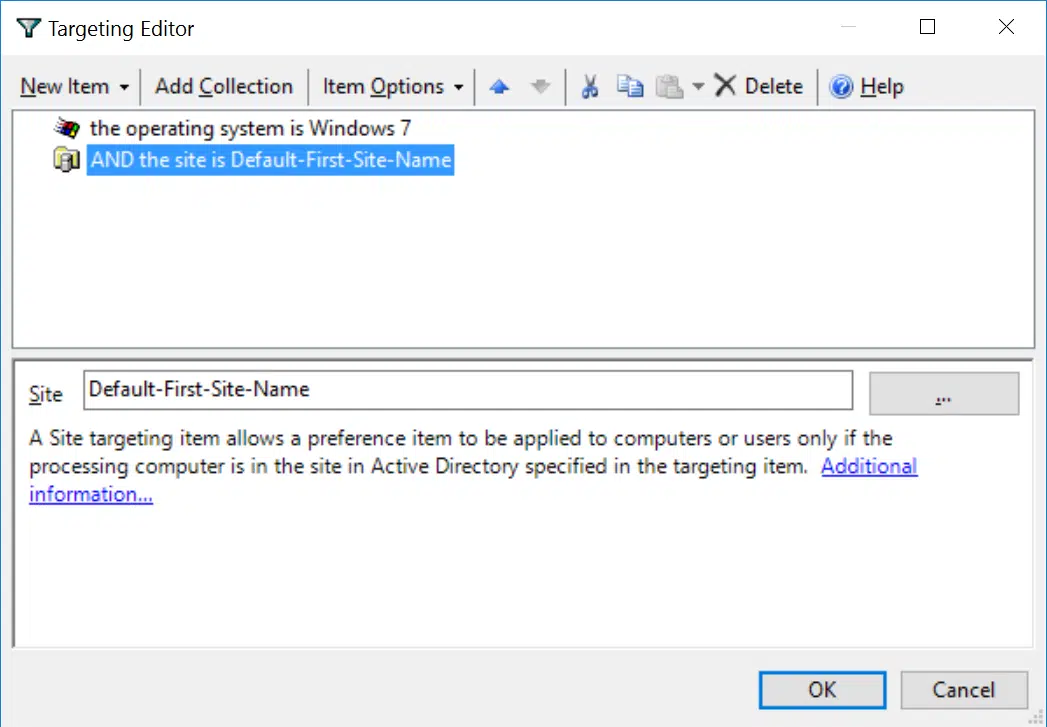 Targeting Editor
New Item Add Collection Item Options Delete Help
the operating system is Windows 7
AND the site is Default-First-Site-Name
Site Default-First-Site-Name ...
A Site targeting item allows a preference item to be applied to computers or users only if the
processing computer is in the site in Active Directory specified in the targeting item. Additional
information...
OK Cancel